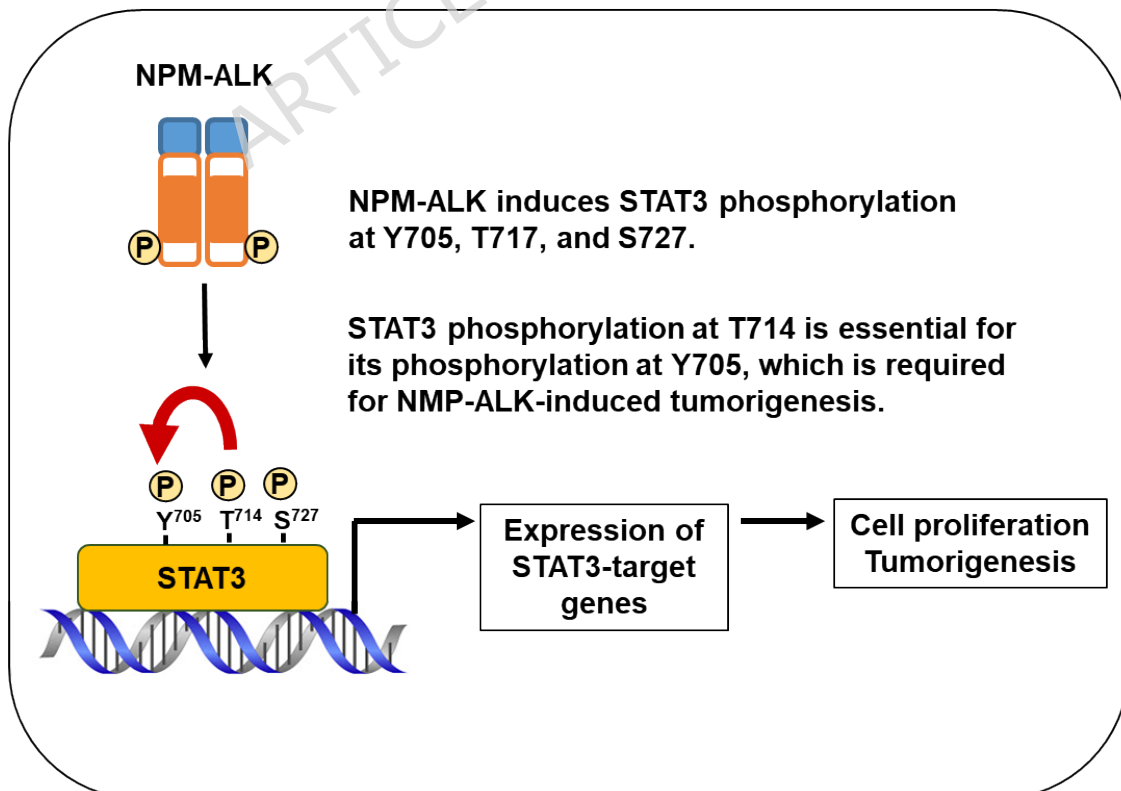 ARTICLE
NPM-ALK
P P
NPM-ALK induces STAT3 phosphorylation
at Y705, T717, and S727.
STAT3 phosphorylation at T714 is essential for
its phosphorylation at Y705, which is required
for NMP-ALK-induced tumorigenesis.
P P P
Y705 T714 S727
STAT3
Expression of
STAT3-target
genes
Cell proliferation
Tumorigenesis